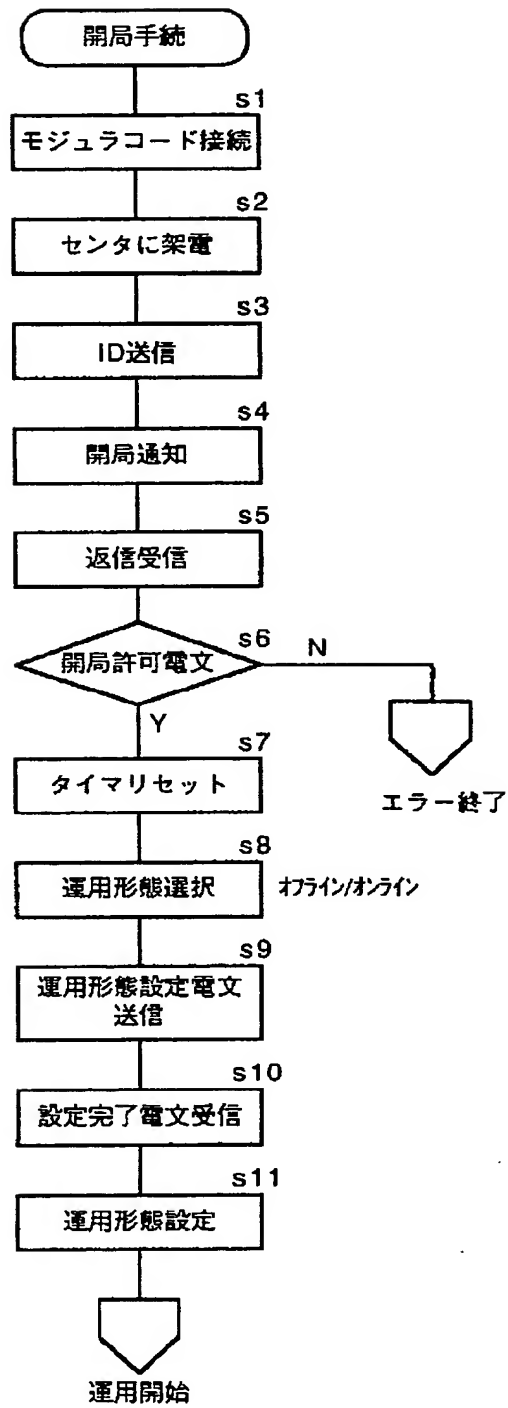 開局手続
s1
モジュラコード接続
s2
センタに架電
s3
ID送信
s4
開局通知
s5
返信受信
s6
開局許可電文
N
Y
エラー終了
s7
タイマリセット
s8
運用形態選択
オフライン/オンライン
s9
運用形態設定電文
送信
s10
設定完了電文受信
s11
運用形態設定
運用開始